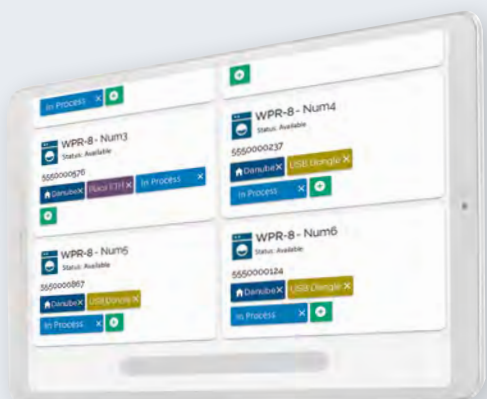 In Process ×
WPR-8 - Num3
Status: Available
5550000576
Danube × Place ETH × In Process ×
WPR-8 - Num4
Status: Available
5550000237
Danube × USB Dongle ×
In Process ×
WPR-8 - Num5
Status: Available
5550000867
Danube × USB Dongle ×
In Process ×
WPR-8 - Num6
Status: Available
5550000124
Danube × USB Dongle ×
In Process ×